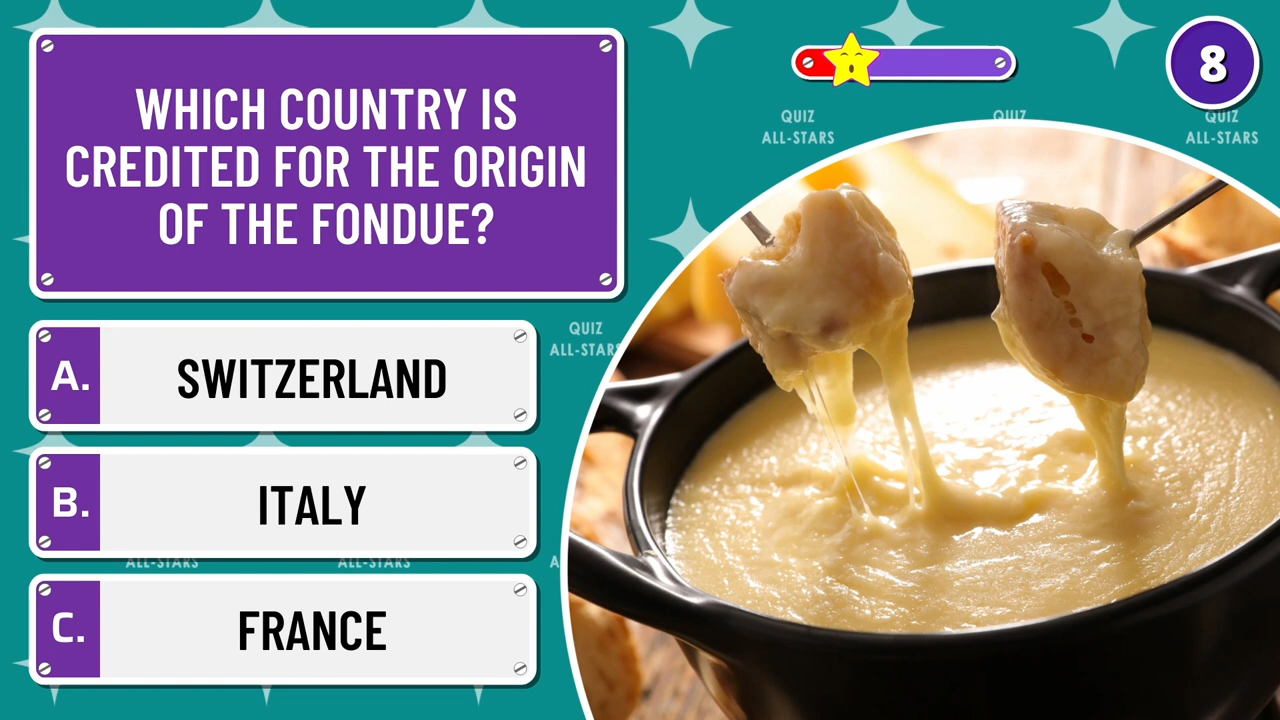 WHICH COUNTRY IS
CREDITED FOR THE ORIGIN
OF THE FONDUE?
8
QUIZ
ALL-STARS
QUIZ
QUIZ
ALL-STARS
A.
SWITZERLAND
QUIZ
ALL-STARS
B.
ITALY
ALL-STARS
ALL-STARS
C.
FRANCE